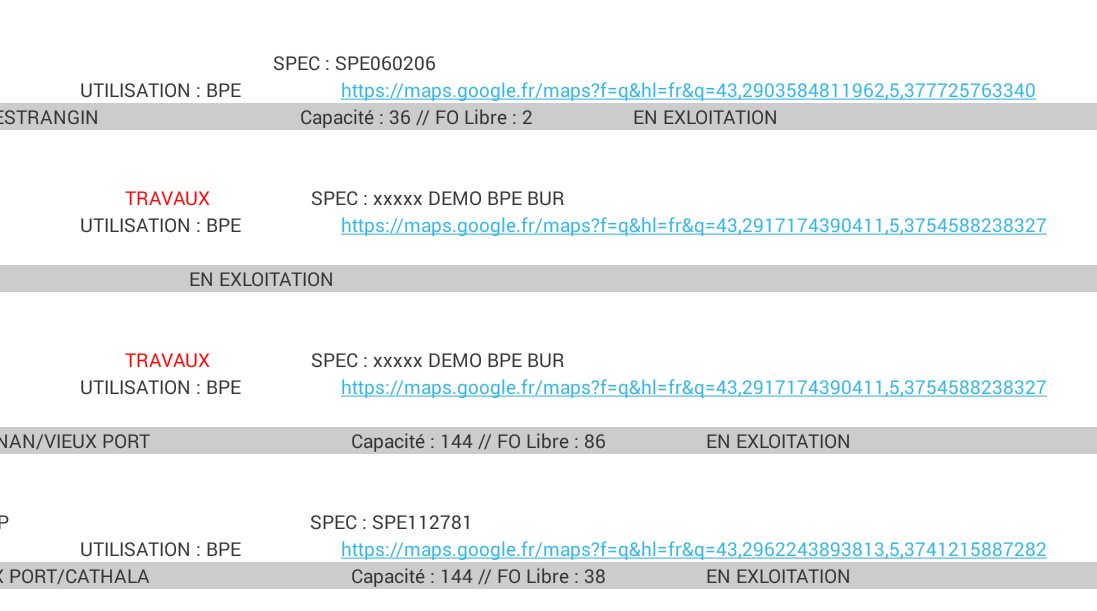 SPEC : SPE060206
UTILISATION : BPE https://maps.google.fr/maps?f=q&hl=fr&q=43,2903584811962,5,377725763340
ESTRANGIN Capacité : 36 // FO Libre : 2 EN EXLOITATION
TRAVAUX SPEC : xxxxx DEMO BPE BUR
UTILISATION : BPE https://maps.google.fr/maps?f=q&hl=fr&q=43,2917174390411,5,3754588238327
EN EXLOITATION
TRAVAUX SPEC : xxxxx DEMO BPE BUR
UTILISATION : BPE https://maps.google.fr/maps?f=q&hl=fr&q=43,2917174390411,5,3754588238327
NAN/VIEUX PORT Capacité : 144 // FO Libre : 86 EN EXLOITATION
P SPEC : SPE112781
UTILISATION : BPE https://maps.google.fr/maps?f=q&hl=fr&q=43,2962243893813,5,3741215887282
X PORT/CATHALA Capacité : 144 // FO Libre : 38 EN EXLOITATION